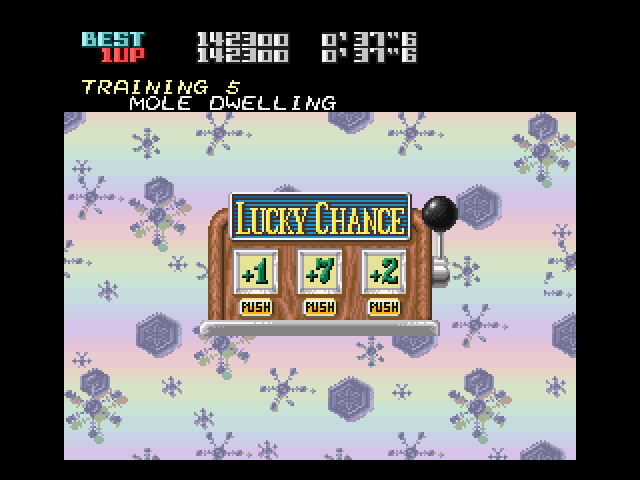 BEST 142300 0'37"6
1UP 142300 0'37"6
TRAINING 5
MOLE DWELLING
LUCKY CHANCE
+1 +7 +2
PUSH PUSH PUSH